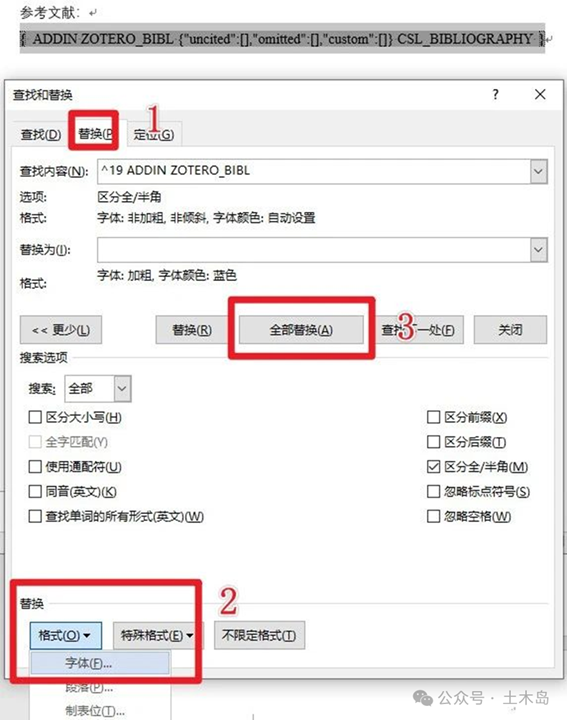 参考文献：
{ ADDIN ZOTERO_BIBL {"uncited":[],"omitted":[],"custom":[]} CSL_BIBLIOGRAPHY }
查找和替换
? ×
查找(D) 替换(P 定位(G)
1
查找内容(N): ^19 ADDIN ZOTERO_BIBL
选项: 区分全/半角
格式: 字体: 非加粗, 非倾斜, 字体颜色: 自动设置
替换为(I):
格式: 字体: 加粗, 字体颜色: 蓝色
<< 更少(L) 替换(R) 全部替换(A) 查找 一处(F) 关闭
3
搜索选项
搜索: 全部
区分大小写(H) 区分前缀(X)
全字匹配(Y) 区分后缀(T)
使用通配符(U) 区分全/半角(M)
同音(英文)(K) 忽略标点符号(S)
查找单词的所有形式(英文)(W) 忽略空格(W)
替换
2
格式(O) 特殊格式(E) 不限定格式(T)
字体(F)...
段落(P)...
制表位(T)...
公众号 · 土木岛